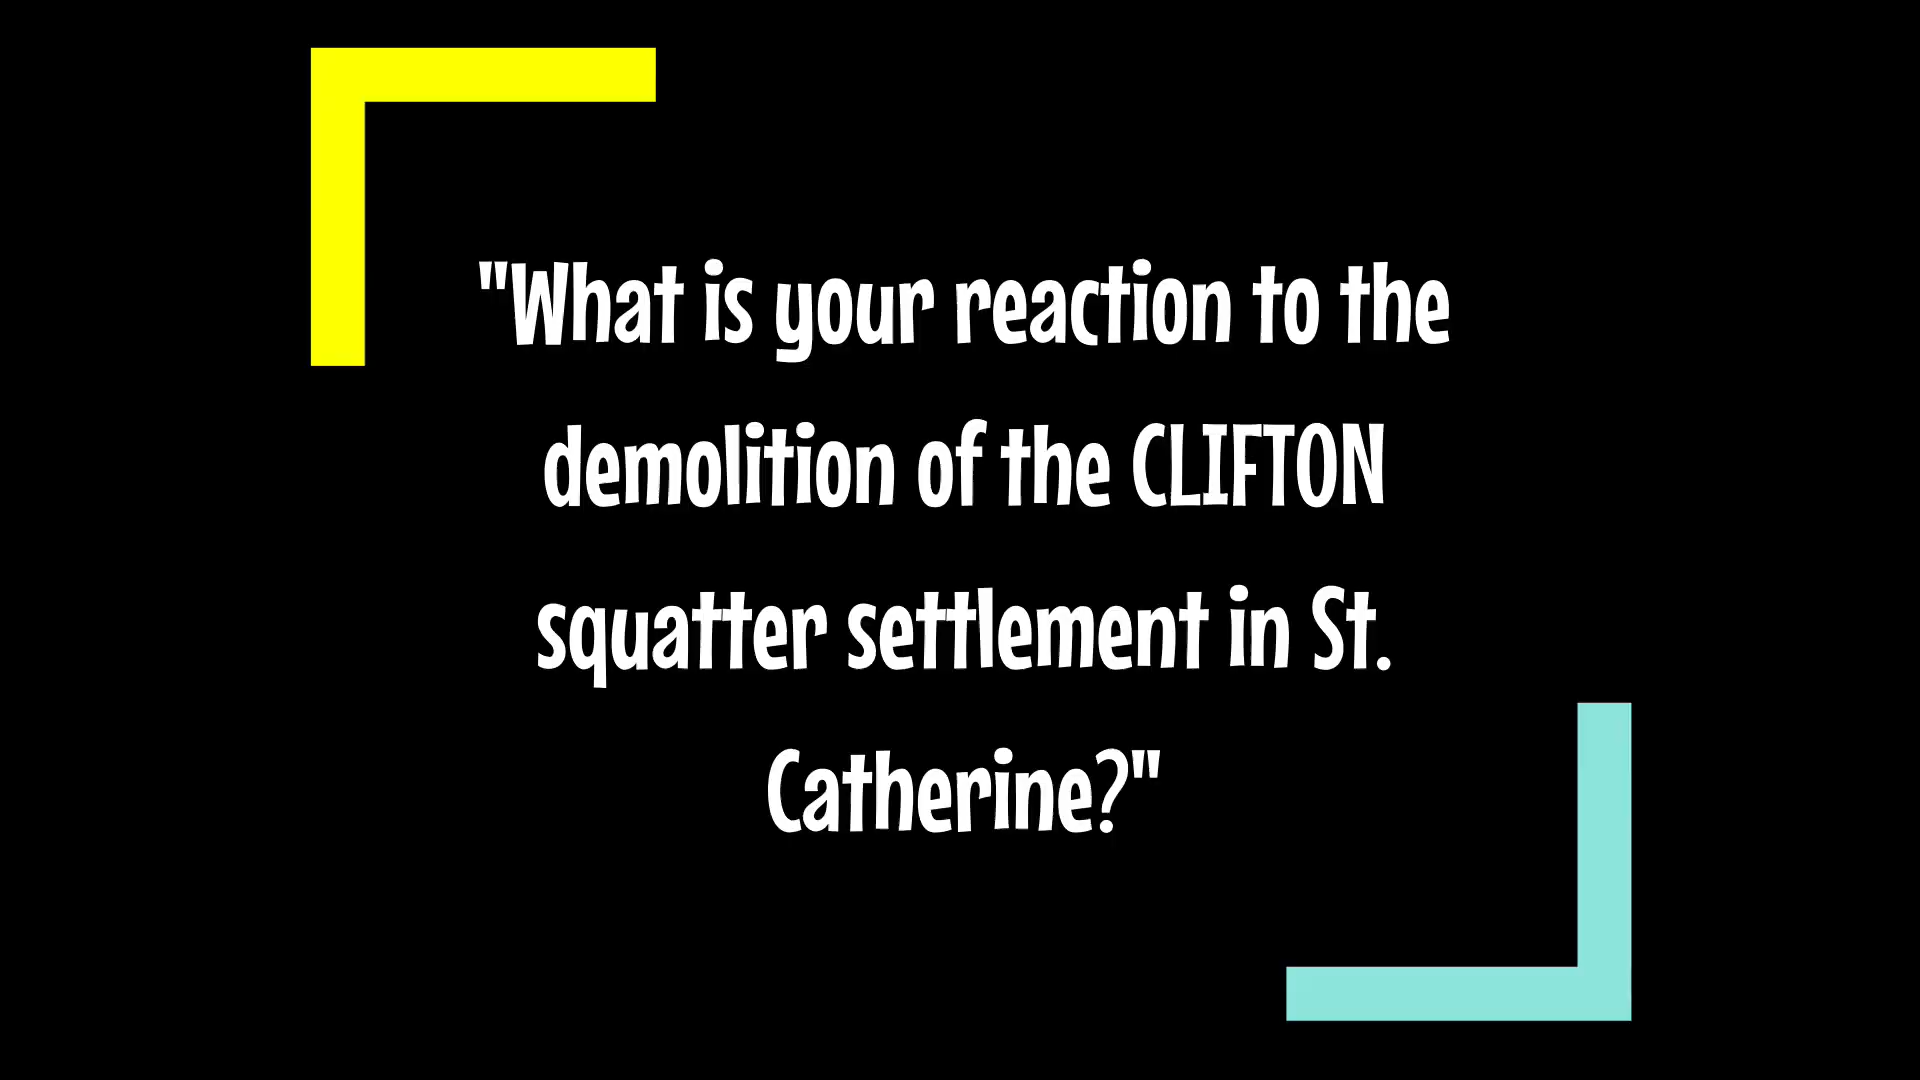 "What is your reaction to the
demolition of the CLIFTON
squatter settlement in St.
Catherine?"